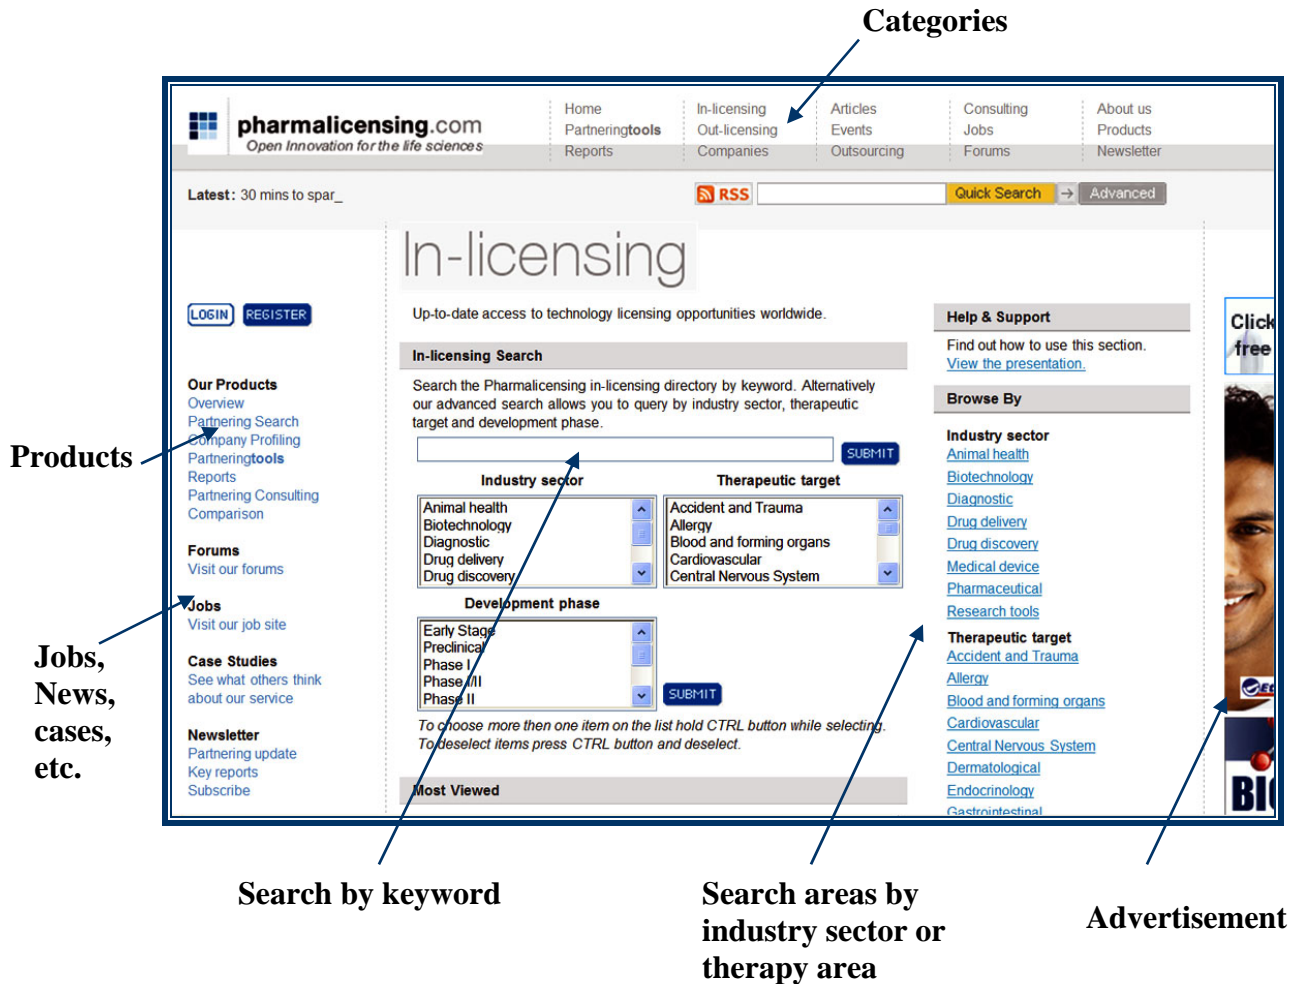 Categories
pharmalicensing.com
Open Innovation for the life sciences
Home
Partneringtools
Reports
In-licensing
Out-licensing
Companies
Articles
Events
Outsourcing
Consulting
Jobs
Forums
About us
Products
Newsletter
Latest: 30 mins to spar_
RSS
Quick Search
Advanced
In-licensing
LOGIN REGISTER
Our Products
Overview
Partnering Search
Company Profiling
Partneringtools
Reports
Partnering Consulting
Comparison
Forums
Visit our forums
Jobs
Visit our job site
Case Studies
See what others think
about our service
Newsletter
Partnering update
Key reports
Subscribe
Up-to-date access to technology licensing opportunities worldwide.
In-licensing Search
Search the Pharmalicensing in-licensing directory by keyword. Alternatively
our advanced search allows you to query by industry sector, therapeutic
target and development phase.
SUBMIT
Industry sector
Animal health
Biotechnology
Diagnostic
Drug delivery
Drug discovery
Therapeutic target
Accident and Trauma
Allergy
Blood and forming organs
Cardiovascular
Central Nervous System
Development phase
Early Stage
Preclinical
Phase I
Phase I/II
Phase II
SUBMIT
To choose more then one item on the list hold CTRL button while selecting.
To deselect items press CTRL button and deselect.
Most Viewed
Help & Support
Find out how to use this section.
View the presentation.
Browse By
Industry sector
Animal health
Biotechnology
Diagnostic
Drug delivery
Drug discovery
Medical device
Pharmaceutical
Research tools
Therapeutic target
Accident and Trauma
Allergy
Blood and forming organs
Cardiovascular
Central Nervous System
Dermatological
Endocrinology
Gastrointestinal
Click
free
Products
Jobs,
News,
cases,
etc.
Search by keyword
Search areas by
industry sector or
therapy area
Advertisement